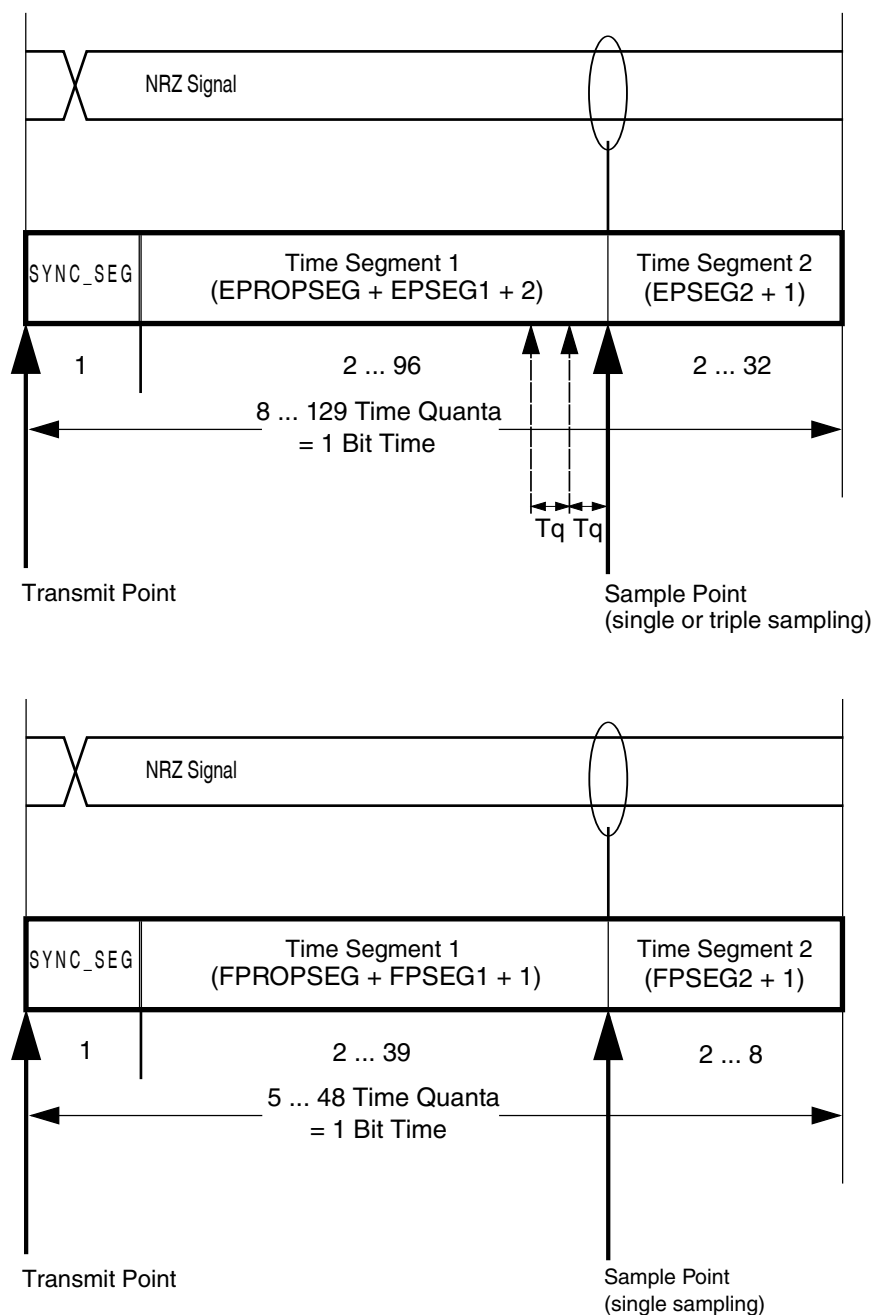 NRZ Signal
SYNC_SEG
Time Segment 1
(EPROPSEG + EPSEG1 + 2)
Time Segment 2
(EPSEG2 + 1)
1
2 ... 96
2 ... 32
8 ... 129 Time Quanta
= 1 Bit Time
Tq Tq
Transmit Point
Sample Point
(single or triple sampling)
NRZ Signal
SYNC_SEG
Time Segment 1
(FPROPSEG + FPSEG1 + 1)
Time Segment 2
(FPSEG2 + 1)
1
2 ... 39
2 ... 8
5 ... 48 Time Quanta
= 1 Bit Time
Transmit Point
Sample Point
(single sampling)